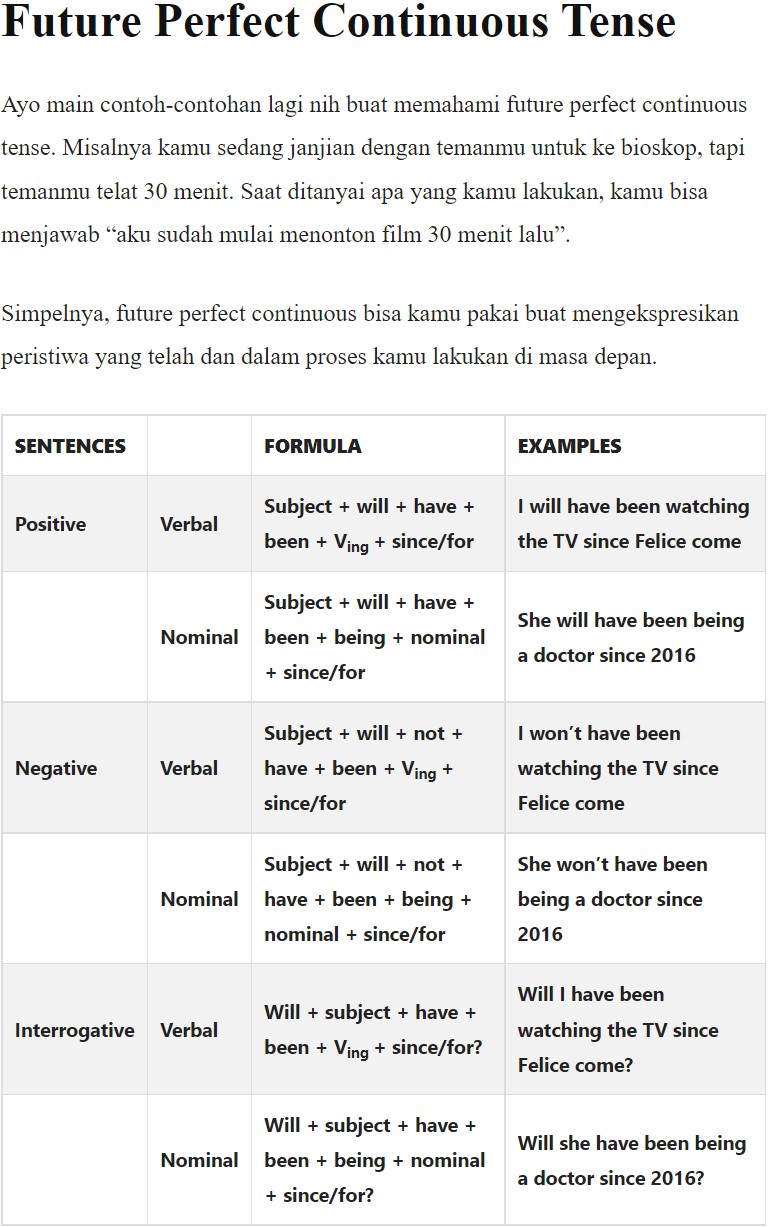 Future Perfect Continuous Tense
Ayo main contoh-contohan lagi nih buat memahami future perfect continuous
tense. Misalnya kamu sedang janjian dengan temanmu untuk ke bioskop, tapi
temanmu telat 30 menit. Saat ditanyai apa yang kamu lakukan, kamu bisa
menjawab “aku sudah mulai menonton film 30 menit lalu”.
Simpelnya, future perfect continuous bisa kamu pakai buat mengekspresikan
peristiwa yang telah dan dalam proses kamu lakukan di masa depan.
SENTENCES FORMULA EXAMPLES
Positive
Verbal
Subject + will + have +
been + Ving + since/for
I will have been watching
the TV since Felice come
Nominal
Subject + will + have +
been + being + nominal
+ since/for
She will have been being
a doctor since 2016
Negative
Verbal
Subject + will + not +
have + been + Ving +
since/for
I won’t have been
watching the TV since
Felice come
Nominal
Subject + will + not +
have + been + being +
nominal + since/for
She won’t have been
being a doctor since
2016
Interrogative
Verbal
Will + subject + have +
been + Ving + since/for?
Will I have been
watching the TV since
Felice come?
Nominal
Will + subject + have +
been + being + nominal
+ since/for?
Will she have been being
a doctor since 2016?